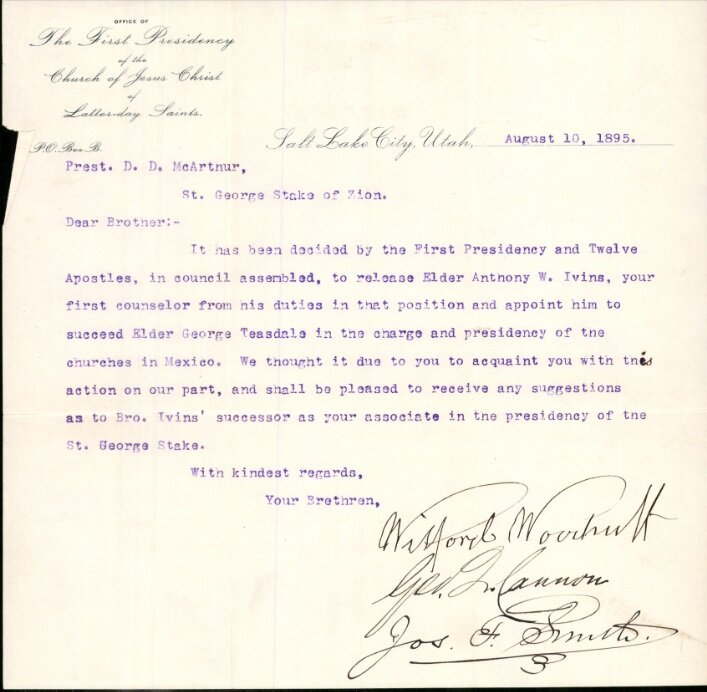 OFFICE OF
The First Presidency
of the
Church of Jesus Christ
of
Latter-day Saints.
P.O. Box B.
Salt Lake City, Utah, August 10, 1895.
Prest. D. D. McArthur,
St. George Stake of Zion.
Dear Brother:-
It has been decided by the First Presidency and Twelve
Apostles, in council assembled, to release Elder Anthony W. Ivins, your
first counselor from his duties in that position and appoint him to
succeed Elder George Teasdale in the charge and presidency of the
churches in Mexico. We thought it due to you to acquaint you with this
action on our part, and shall be pleased to receive any suggestions
as to Bro. Ivins' successor as your associate in the presidency of the
St. George Stake.
With kindest regards,
Your Brethren,
Wilford Woodruff
Geo. Q. Cannon
Jos. F. Smith.